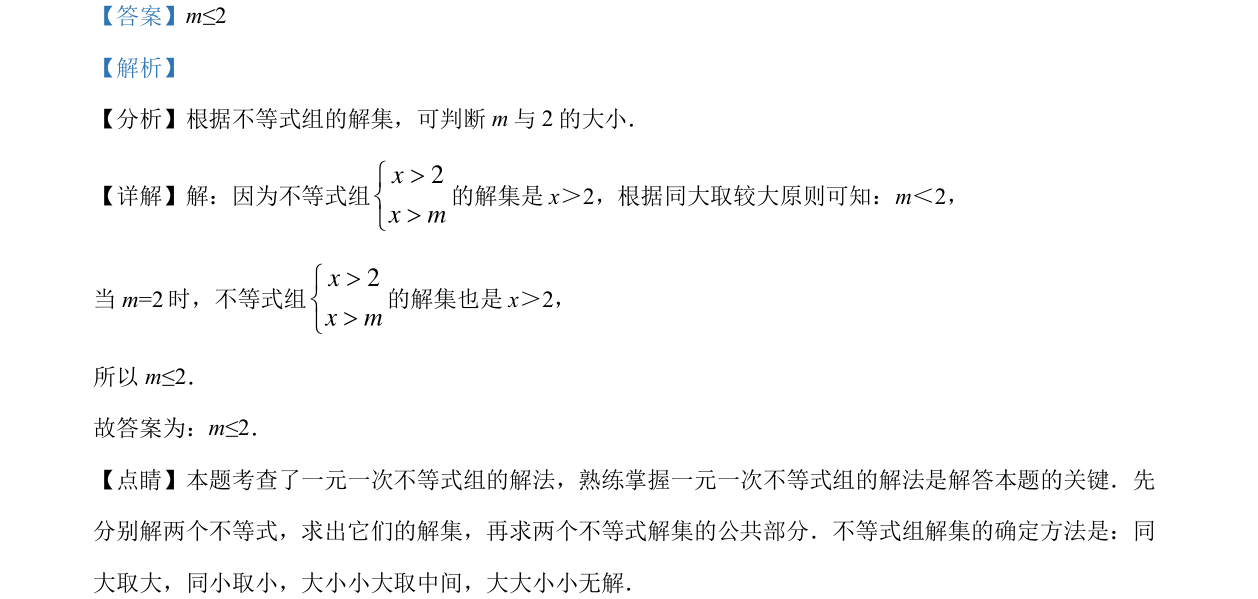 【答案】m≤2
【解析】
【分析】根据不等式组的解集，可判断 m 与 2 的大小．
【详解】解：因为不等式组{x > 2 x > m 的解集是 x＞2，根据同大取较大原则可知：m＜2，
当 m=2 时，不等式组{x > 2 x > m 的解集也是 x＞2，
所以 m≤2．
故答案为：m≤2．
【点睛】本题考查了一元一次不等式组的解法，熟练掌握一元一次不等式组的解法是解答本题的关键．先
分别解两个不等式，求出它们的解集，再求两个不等式解集的公共部分．不等式组解集的确定方法是：同
大取大，同小取小，大小小大取中间，大大小小无解．